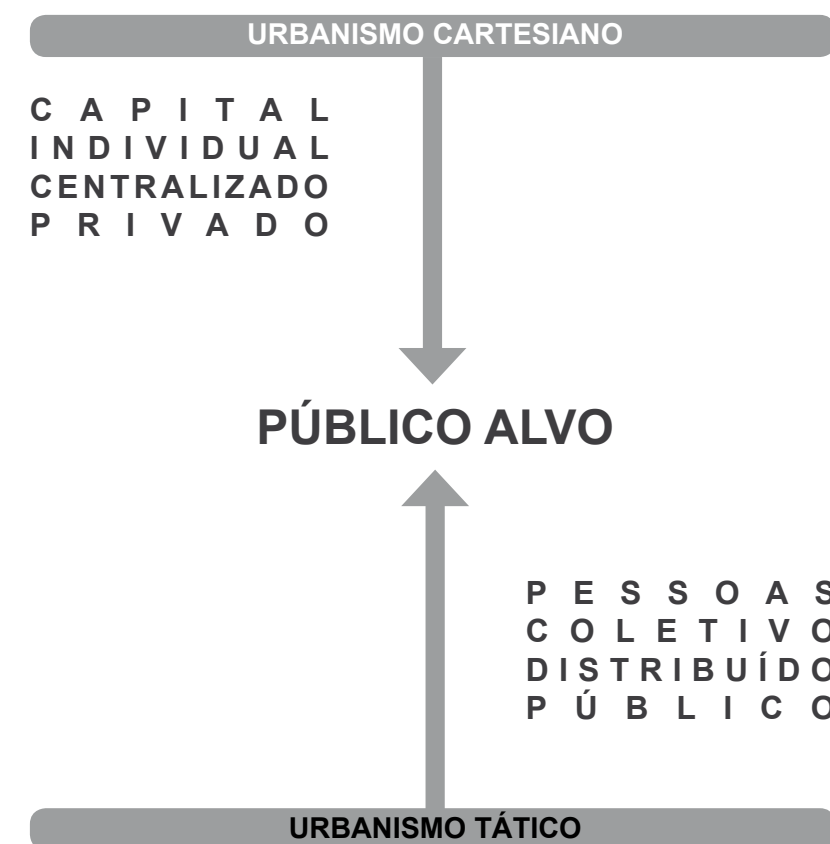 URBANISMO CARTESIANO
CAPITAL
INDIVIDUAL
CENTRALIZADO
PRIVADO
PÚBLICO ALVO
PESSOAS
COLETIVO
DISTRIBUÍDO
PÚBLICO
URBANISMO TÁTICO